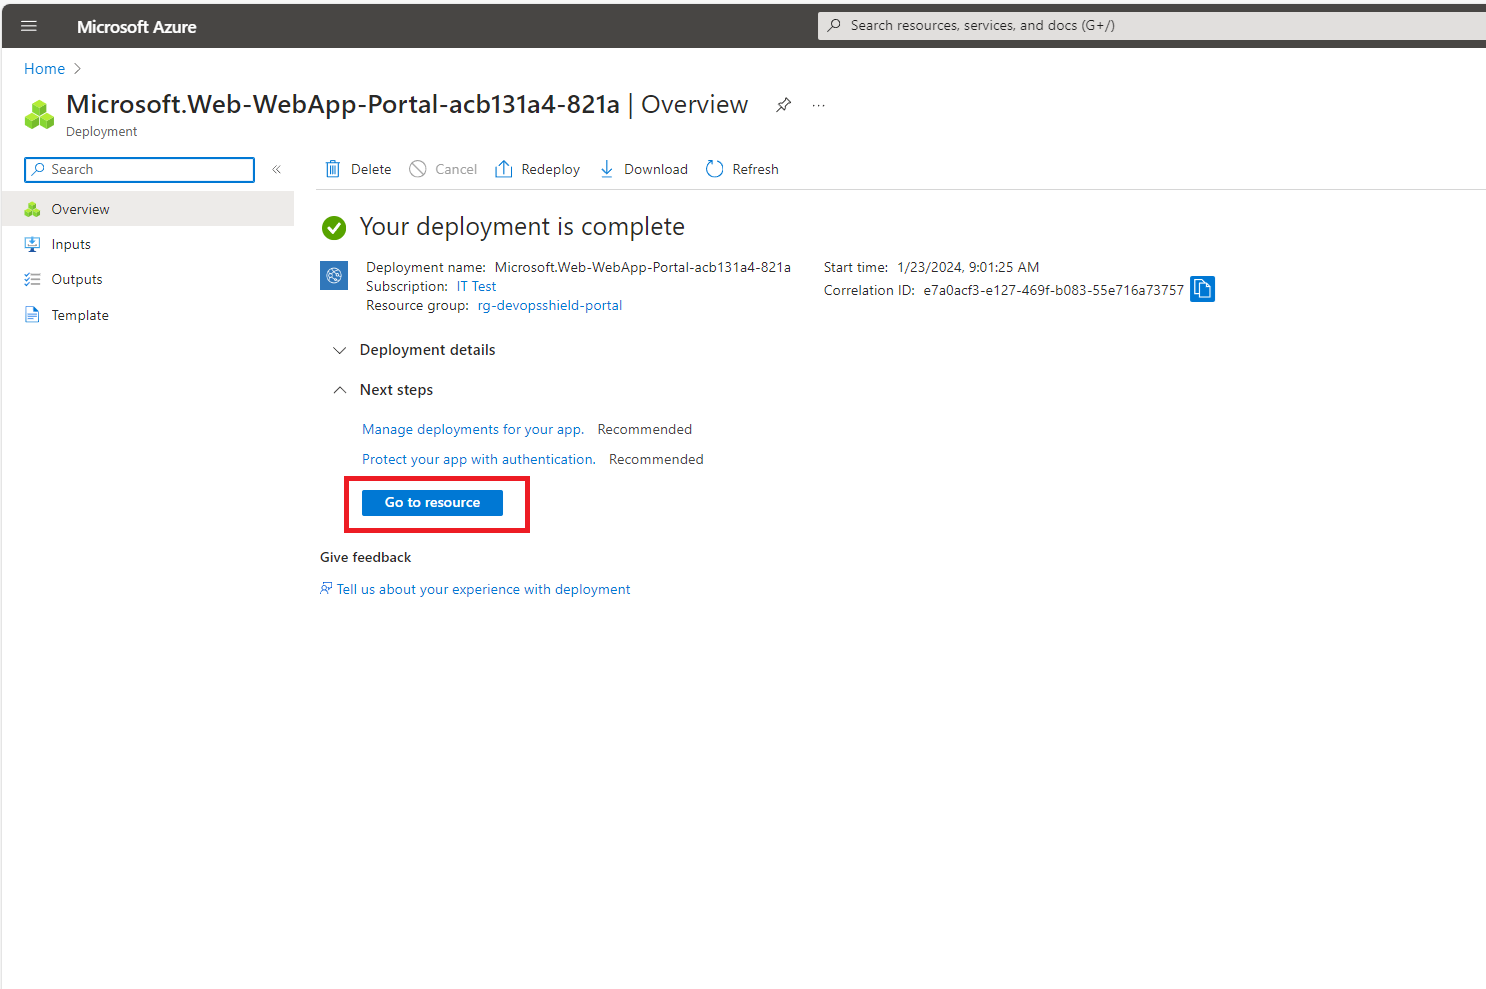 Microsoft Azure
Search resources, services, and docs (G+/)
Home
Microsoft.Web-WebApp-Portal-acb131a4-821a | Overview
Deployment
Search
Delete
Cancel
Redeploy
Download
Refresh
Overview
Inputs
Outputs
Template
Your deployment is complete
Deployment name: Microsoft.Web-WebApp-Portal-acb131a4-821a
Subscription: IT Test
Resource group: rg-devopsshield-portal
Start time: 1/23/2024, 9:01:25 AM
Correlation ID: e7a0acf3-e127-469f-b083-55e716a73757
Deployment details
Next steps
Manage deployments for your app. Recommended
Protect your app with authentication. Recommended
Go to resource
Give feedback
Tell us about your experience with deployment